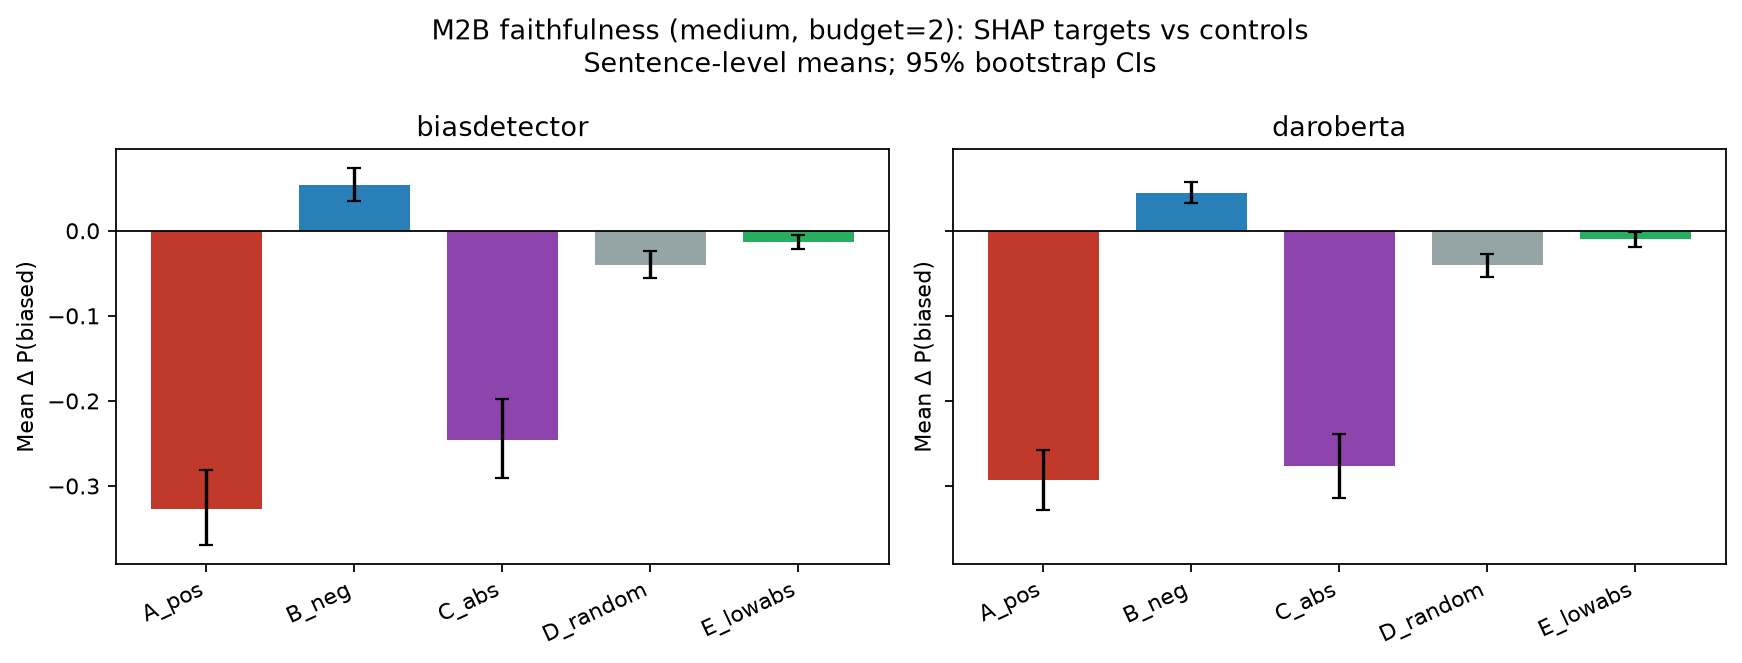 M2B faithfulness (medium, budget=2): SHAP targets vs controls
Sentence-level means; 95% bootstrap CIs
biasdetector
Mean Δ P(biased)
0.0
−0.1
−0.2
−0.3
A_pos
B_neg
C_abs
D_random
E_lowabs
daroberta
Mean Δ P(biased)
A_pos
B_neg
C_abs
D_random
E_lowabs